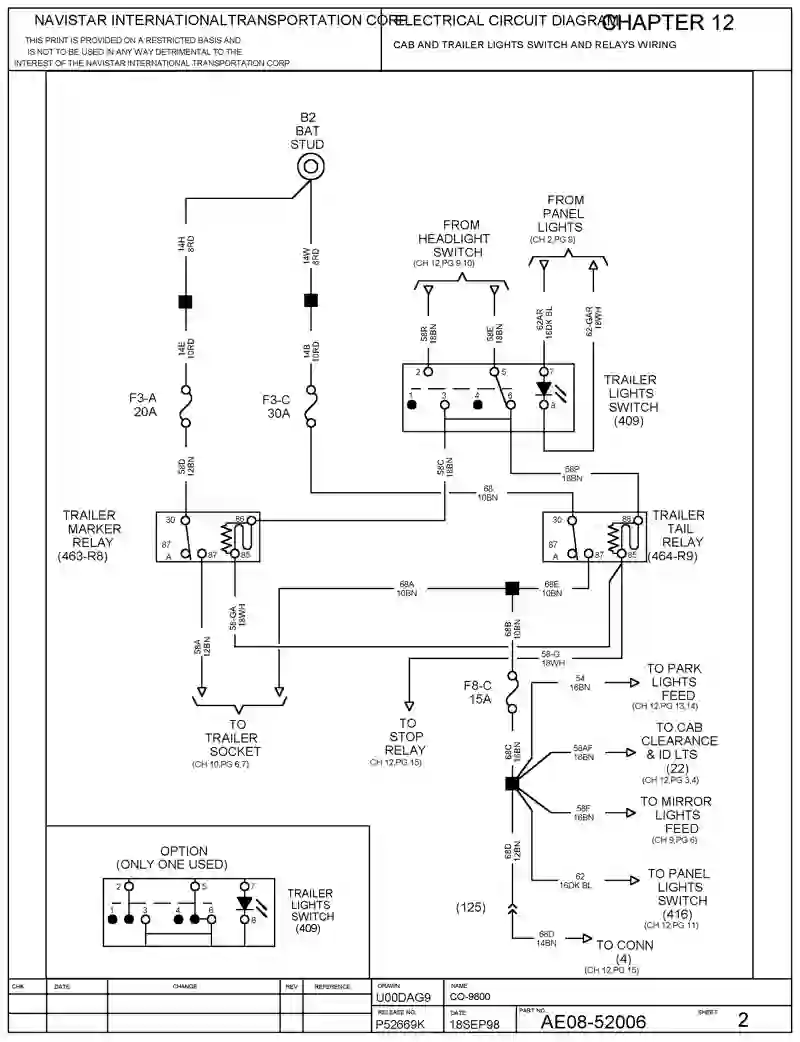 NAVISTAR INTERNATIONAL TRANSPORTATION CORP.
THIS PRINT IS PROVIDED ON A RESTRICTED BASIS AND
IS NOT TO BE USED IN ANY WAY DETRIMENTAL TO THE
INTEREST OF THE NAVISTAR INTERNATIONAL TRANSPORTATION CORP
ELECTRICAL CIRCUIT DIAGRAM
CHAPTER 12
CAB AND TRAILER LIGHTS SWITCH AND RELAYS WIRING
B2
BAT
STUD
14H
8RD
14W
8RD
FROM
HEADLIGHT
SWITCH
(CH 12,PG 9,10)
FROM
PANEL
LIGHTS
(CH 2,PG 9)
14E
10RD
14B
10RD
58R
18BN
58E
18BN
62AR
16DK BL
62-GAR
18WH
F3-A
20A
F3-C
30A
2
5
7
1
3
4
6
8
TRAILER
LIGHTS
SWITCH
(409)
58D
12BN
58C
18BN
58P
18BN
68
10BN
TRAILER
MARKER
RELAY
(463-R8)
30
86
87
A
87
85
30
86
87
A
87
85
TRAILER
TAIL
RELAY
(464-R9)
58A
12BN
58-GA
18WH
68A
10BN
68E
10BN
68B
10BN
58-G
18WH
F8-C
15A
TO
TRAILER
SOCKET
(CH 10,PG 6,7)
TO
STOP
RELAY
CH 12,PG 15)
54
16BN
TO PARK
LIGHTS
FEED
(CH 12,PG 13,14)
68C
16BN
58AF
16BN
TO CAB
CLEARANCE
& ID LTS
(22)
(CH 12,PG 3,4)
58F
16BN
TO MIRROR
LIGHTS
FEED
(CH 9,PG 6)
68D
12BN
62
16DK BL
TO PANEL
LIGHTS
SWITCH
(416)
(CH 12,PG 11)
(125)
68D
14BN
TO CONN
(4)
(CH 12,PG 15)
OPTION
(ONLY ONE USED)
2
5
7
1
3
4
6
8
TRAILER
LIGHTS
SWITCH
(409)
CHK
DATE
CHANGE
REV
REFERENCE
DRAWN
U00DAG9
NAME
CO-9800
RELEASE NO.
P52669K
DATE
18SEP98
PART NO.
AE08-52006
SHEET
2